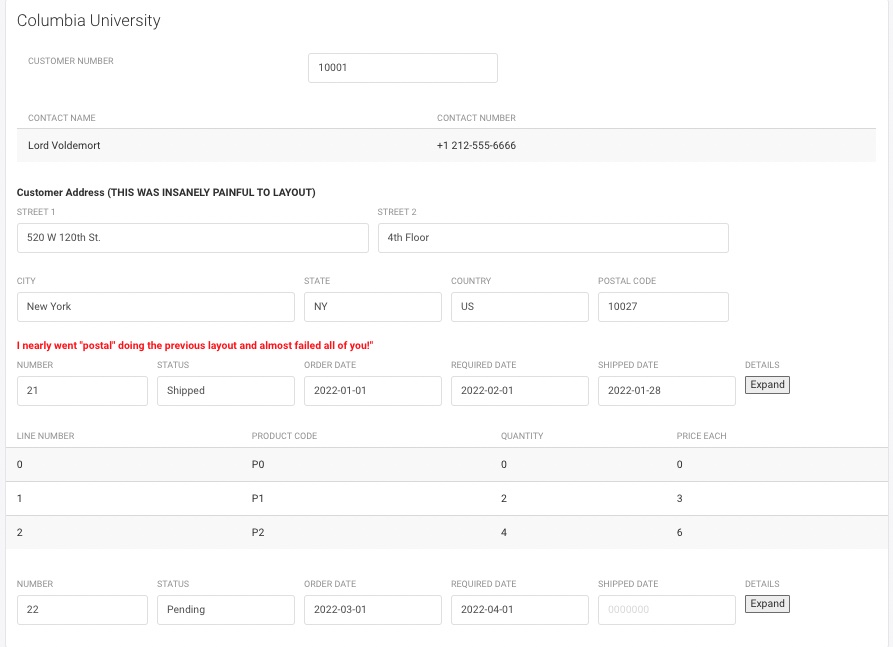 Columbia University
CUSTOMER NUMBER 10001
CONTACT NAME CONTACT NUMBER
Lord Voldemort +1 212-555-6666
Customer Address (THIS WAS INSANELY PAINFUL TO LAYOUT)
STREET 1 STREET 2
520 W 120th St. 4th Floor
CITY STATE COUNTRY POSTAL CODE
New York NY US 10027
I nearly went "postal" doing the previous layout and almost failed all of you!"
NUMBER STATUS ORDER DATE REQUIRED DATE SHIPPED DATE DETAILS
21 Shipped 2022-01-01 2022-02-01 2022-01-28 Expand
LINE NUMBER PRODUCT CODE QUANTITY PRICE EACH
0 P0 0 0
1 P1 2 3
2 P2 4 6
NUMBER STATUS ORDER DATE REQUIRED DATE SHIPPED DATE DETAILS
22 Pending 2022-03-01 2022-04-01 0000000 Expand